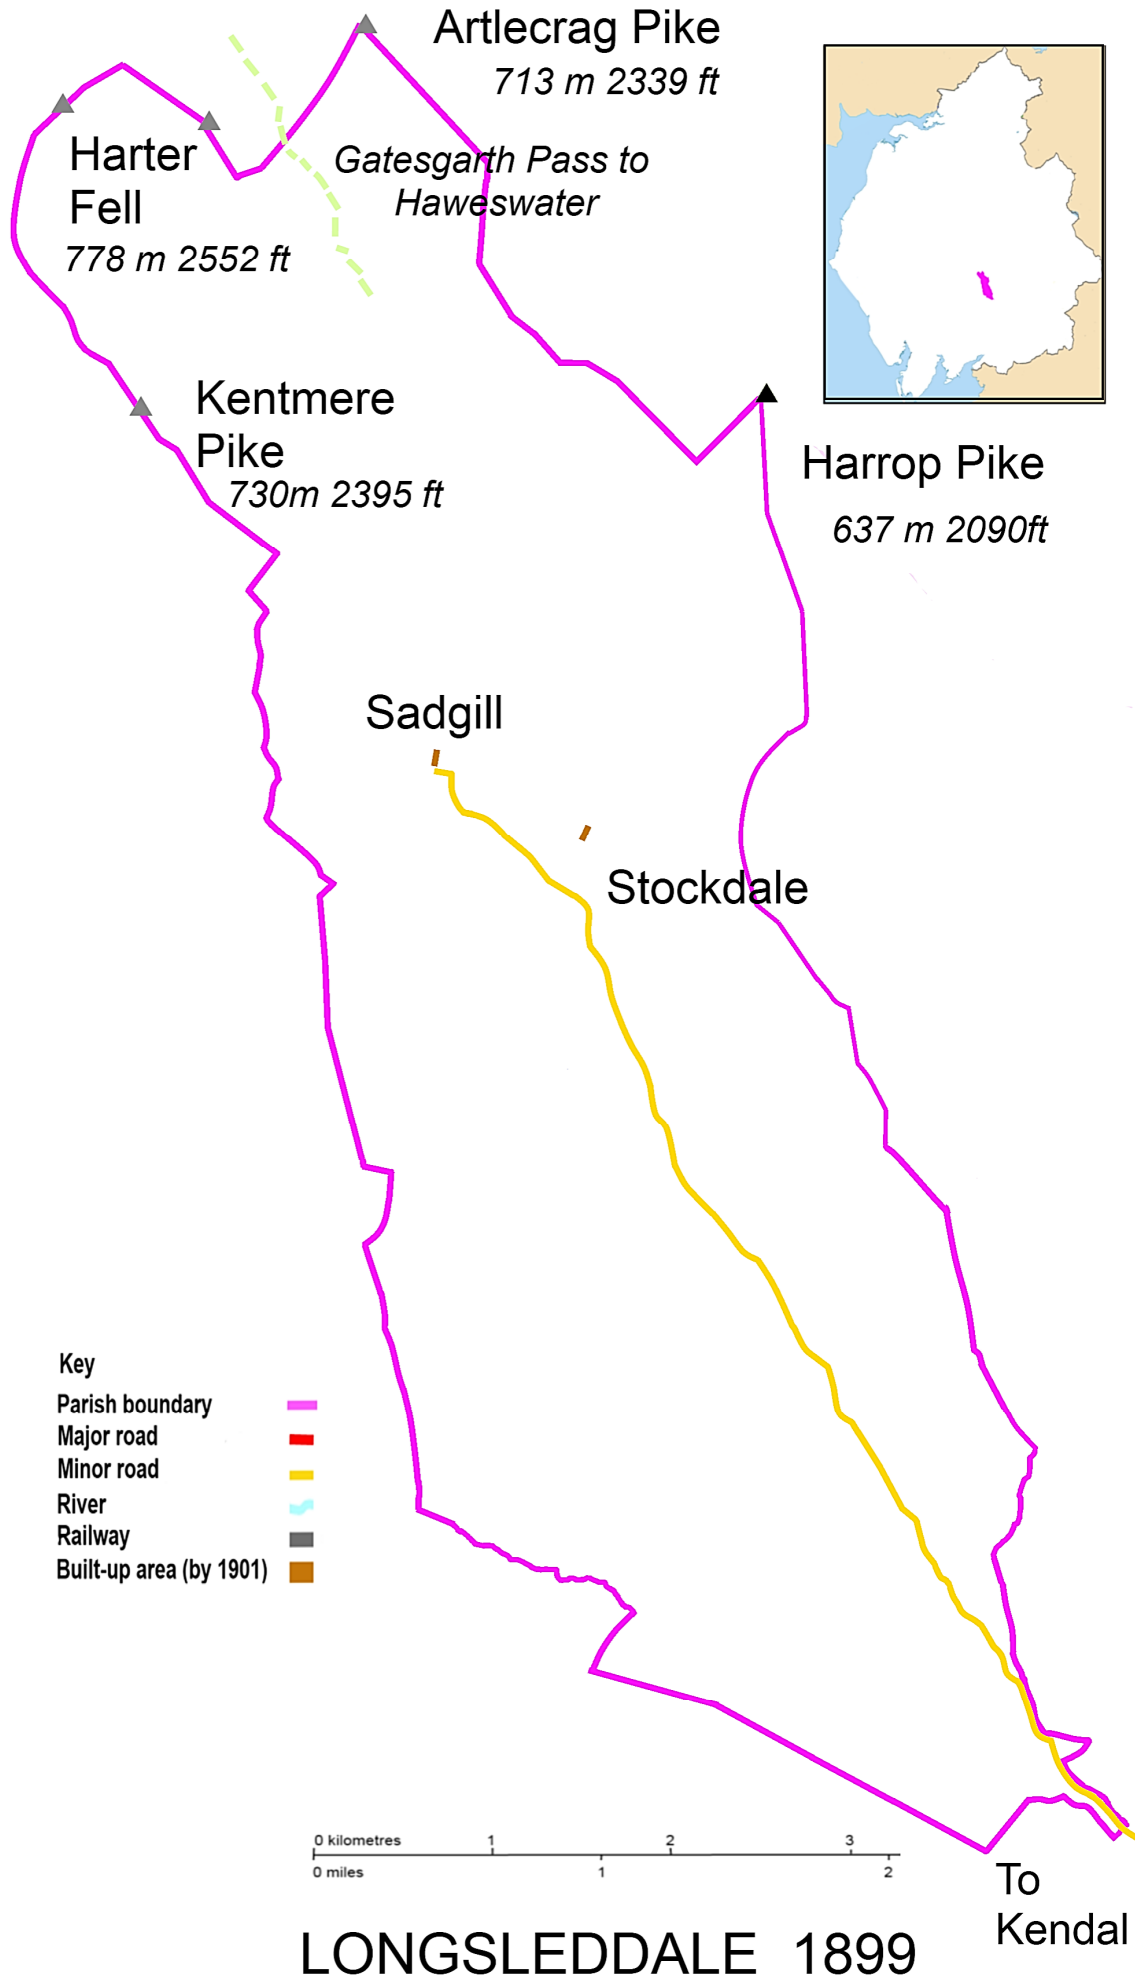 Artlecrag Pike
713 m 2339 ft
Harter
Fell
778 m 2552 ft
Gatesgarth Pass to
Haweswater
Kentmere
Pike
730m 2395 ft
Harrop Pike
637 m 2090ft
Sadgill
Stockdale
Key
Parish boundary
Major road
Minor road
River
Railway
Built-up area (by 1901)
0 kilometres 1 2 3
0 miles 1 2
To
Kendal
LONGSLEDDALE 1899